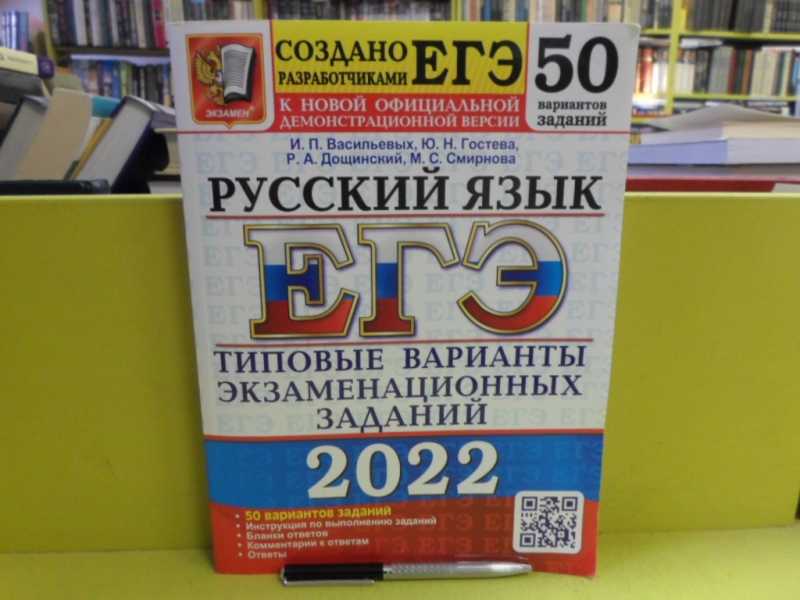 ЭКЗАМЕН
СОЗДАНО
РАЗРАБОТЧИКАМИ ЕГЭ
К НОВОЙ ОФИЦИАЛЬНОЙ
ДЕМОНСТРАЦИОННОЙ ВЕРСИИ
50
вариантов
заданий
И. П. Васильевых, Ю. Н. Гостева,
Р. А. Дощинский, М. С. Смирнова
РУССКИЙ ЯЗЫК
ЕГЭ
ТИПОВЫЕ ВАРИАНТЫ
ЭКЗАМЕНАЦИОННЫХ
ЗАДАНИЙ
2022
• 50 вариантов заданий
• Инструкция по выполнению заданий
• Бланки ответов
• Комментарии к ответам
• Ответы